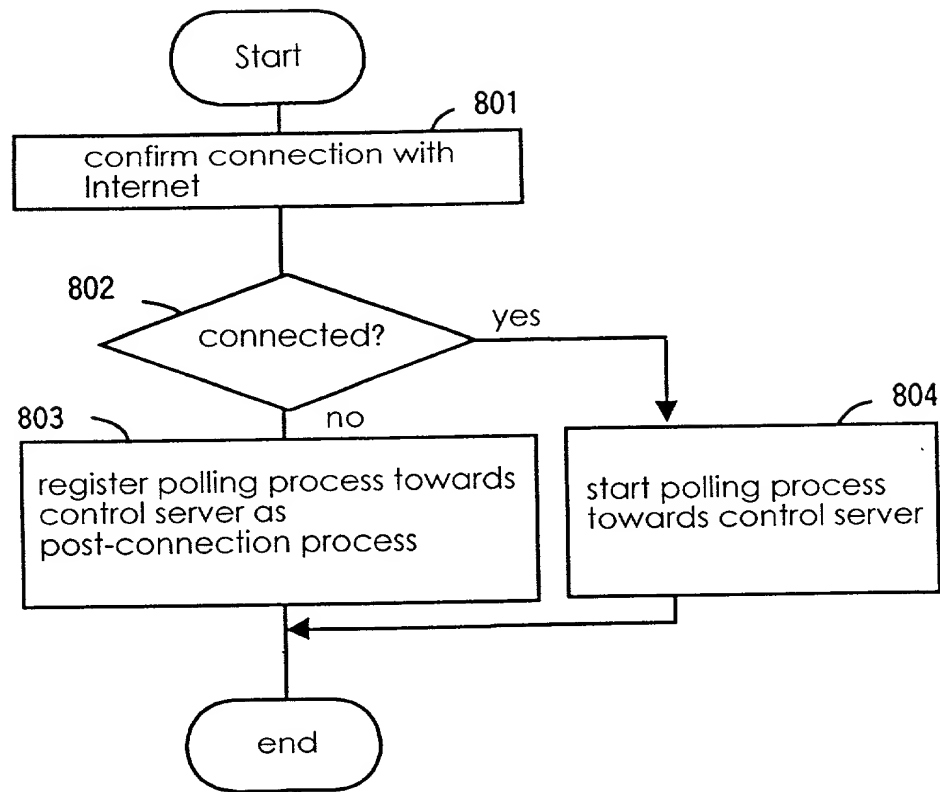 Start
801
confirm connection with
Internet
802
connected?
yes
no
803
register polling process towards
control server as
post-connection process
804
start polling process
towards control server
end